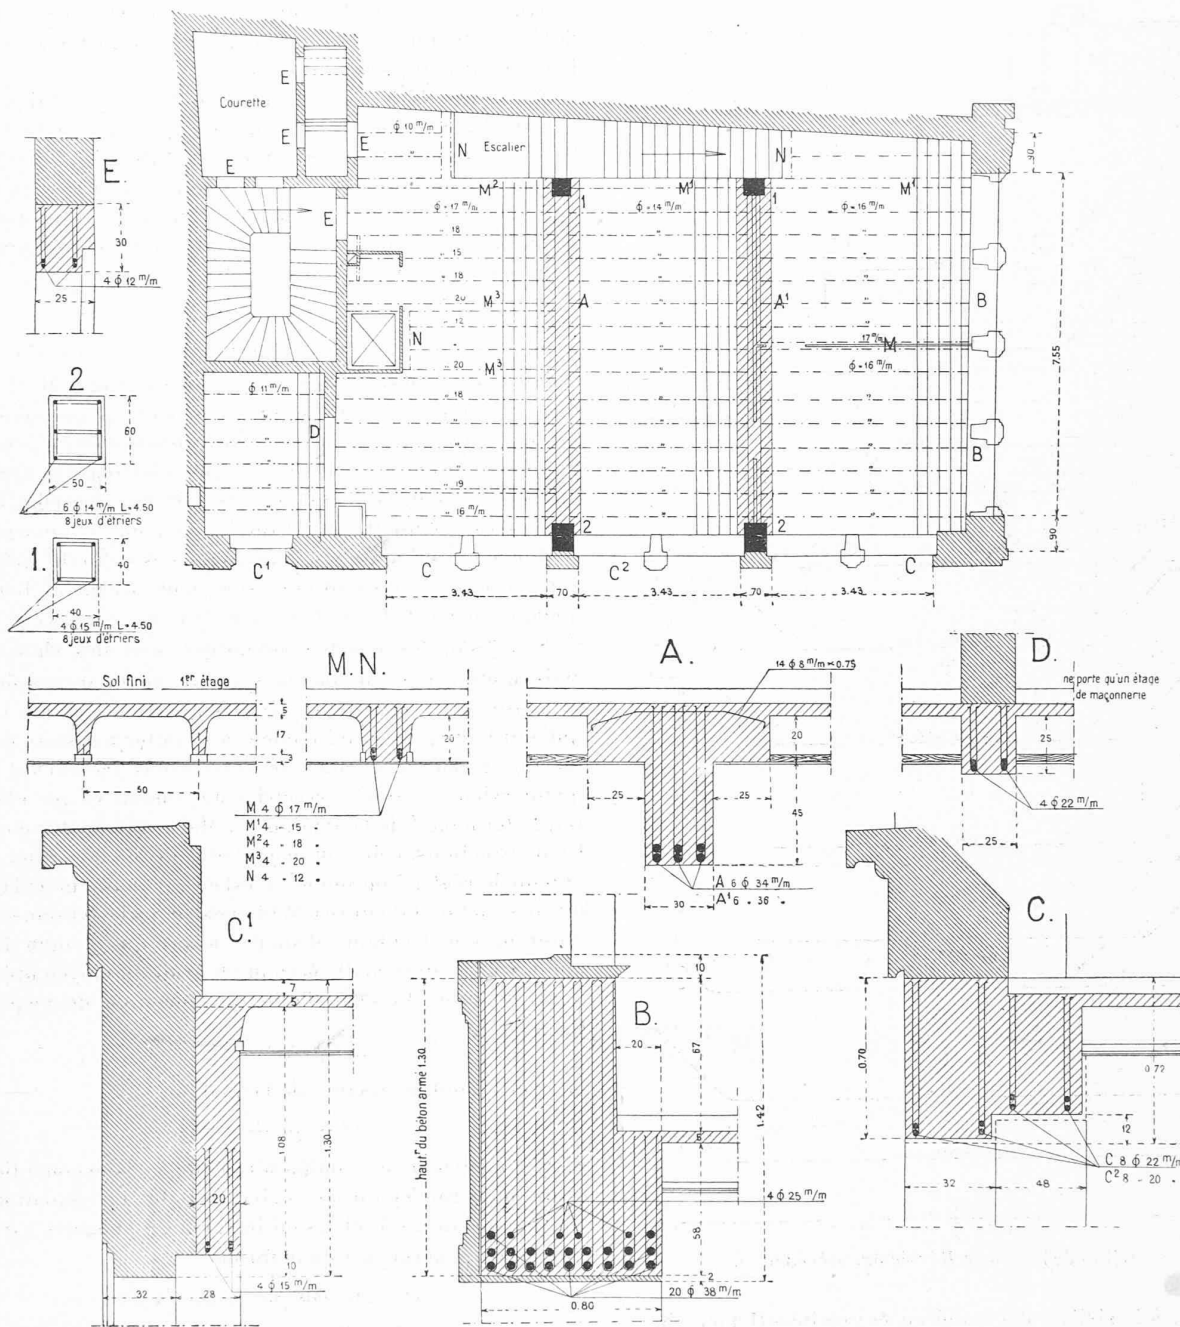 Courette
E
E
E
E
E
φ 10 m/m
"
"
N
Escalier
N
90
E.
30
4 φ 12 m/m
25
M²
M¹
M¹
φ - 17 m/m
φ - 14 m/m
φ - 16 m/m
1
1
" 18
" 15
" 18
" 20
M³
A
A¹
B
" 12
N
17 m/m
M
" 20
M³
φ - 16 m/m
7.55
2
60
50
6 φ 14 m/m L=4.50
8 jeux d'étriers
φ 11 m/m
D
" 18
" 19
" 16 m/m
B
2
2
90
1.
40
40
4 φ 15 m/m L=4.50
8 jeux d'étriers
C¹
C
C²
C
3.43
70
3.43
70
3.43
M.N.
A.
D.
Sol fini 1er étage
14 φ 8 m/m × 0.75
ne porte qu'un étage
de maçonnerie
5
17
3
20
20
25
50
25
25
45
4 φ 22 m/m
25
M 4 φ 17 m/m
M¹ 4 - 15 "
M² 4 - 18 "
M³ 4 - 20 "
N 4 - 12 "
A 6 φ 34 m/m
A¹ 6 - 36 "
30
C¹.
7
5
1.08
1.30
20
10
4 φ 15 m/m
32
28
B.
10
67
20
1.42
hautr du béton armé 1.30
5
4 φ 25 m/m
58
2
20 φ 38 m/m
0.80
C.
0.70
0.72
12
C 8 φ 22 m/m
C² 8 - 20 "
32
48